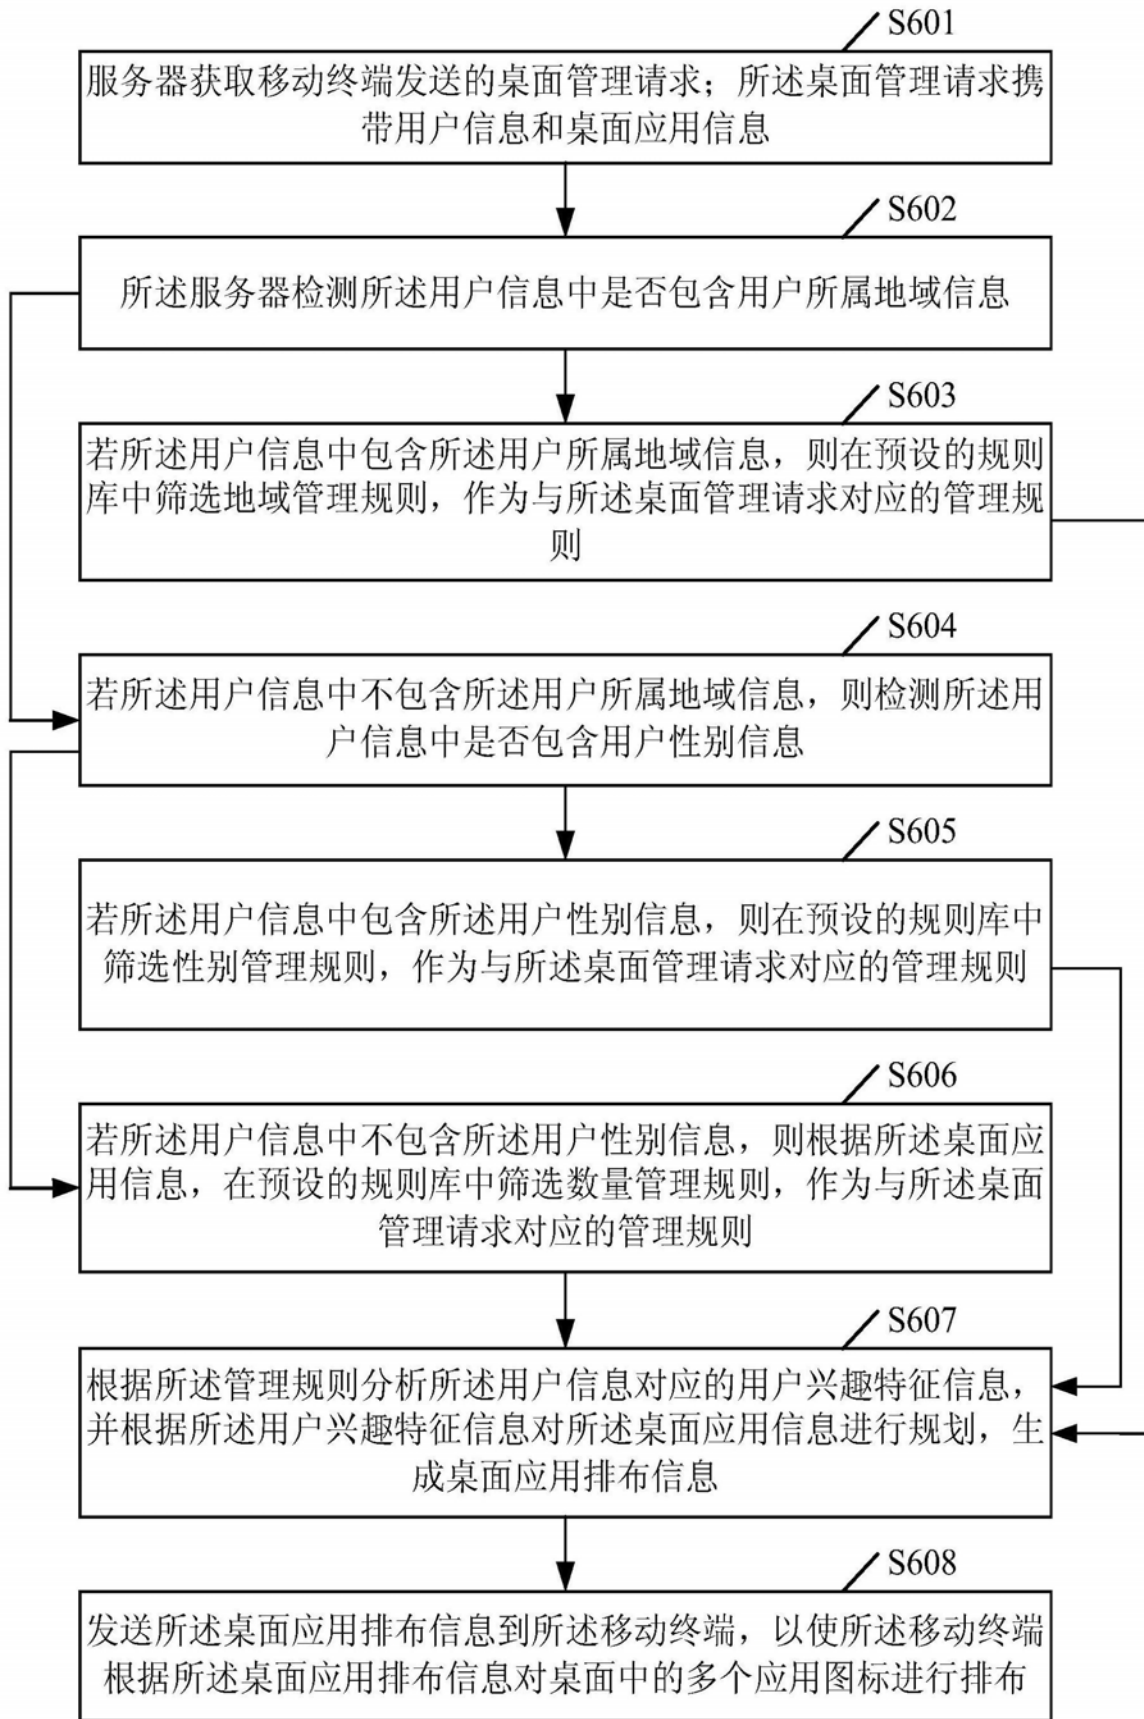 S601
服务器获取移动终端发送的桌面管理请求；所述桌面管理请求携
带用户信息和桌面应用信息
S602
所述服务器检测所述用户信息中是否包含用户所属地域信息
S603
若所述用户信息中包含所述用户所属地域信息，则在预设的规则
库中筛选地域管理规则，作为与所述桌面管理请求对应的管理规
则
S604
若所述用户信息中不包含所述用户所属地域信息，则检测所述用
户信息中是否包含用户性别信息
S605
若所述用户信息中包含所述用户性别信息，则在预设的规则库中
筛选性别管理规则，作为与所述桌面管理请求对应的管理规则
S606
若所述用户信息中不包含所述用户性别信息，则根据所述桌面应
用信息，在预设的规则库中筛选数量管理规则，作为与所述桌面
管理请求对应的管理规则
S607
根据所述管理规则分析所述用户信息对应的用户兴趣特征信息，
并根据所述用户兴趣特征信息对所述桌面应用信息进行规划，生
成桌面应用排布信息
S608
发送所述桌面应用排布信息到所述移动终端，以使所述移动终端
根据所述桌面应用排布信息对桌面中的多个应用图标进行排布